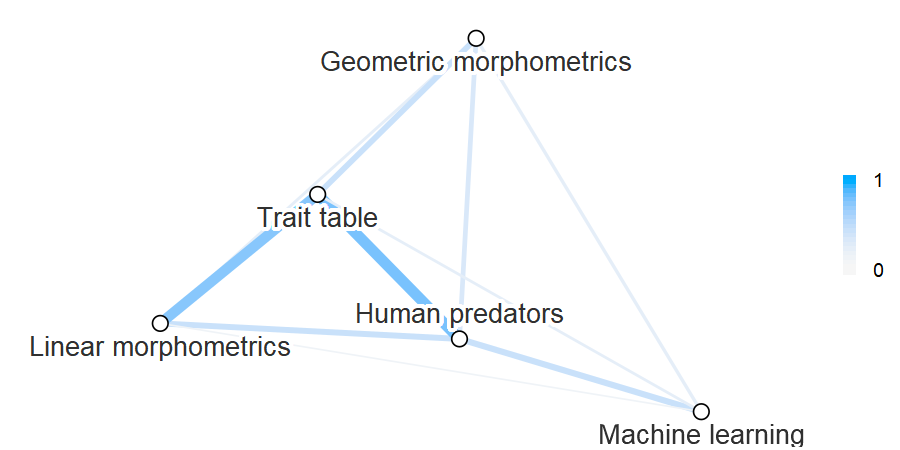 Geometric morphometrics
1
Trait table
0
Human predators
Linear morphometrics
Machine learning